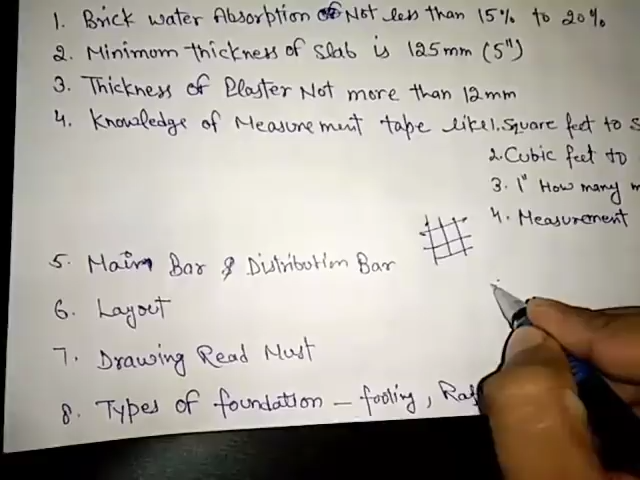 1. Brick water Absorption Not less than 15% to 20%
2. Minimum thickness of Slab is 125mm (5")
3. Thickness of Plaster Not more than 12mm
4. Knowledge of Measurement tape like 1. Square feet to
2. Cubic feet to
3. 1" How many
4. Measurement
5. Main Bar & Distribution Bar
6. Layout
7. Drawing Read Must
8. Types of foundation – footing,